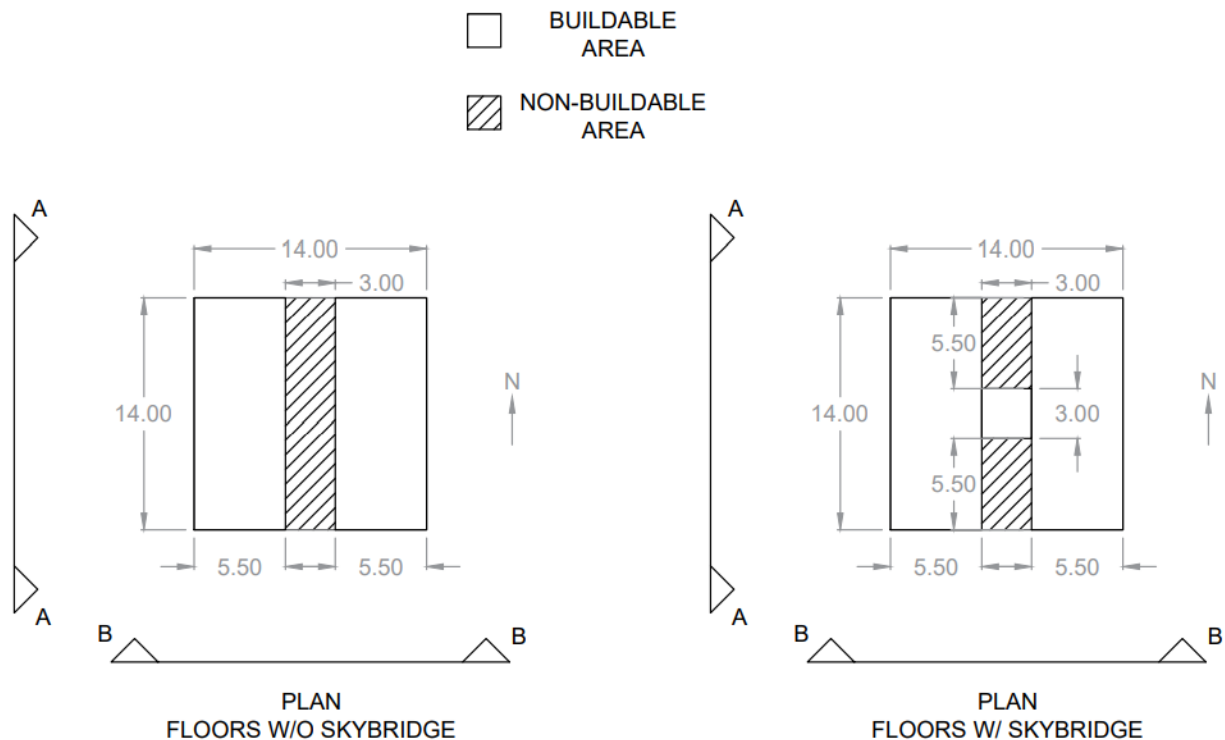 BUILDABLE
AREA
NON-BUILDABLE
AREA
A
14.00
3.00
14.00
N
5.50
5.50
A
B
B
PLAN
FLOORS W/O SKYBRIDGE
A
14.00
3.00
5.50
14.00
3.00
N
5.50
5.50
5.50
A
B
B
PLAN
FLOORS W/ SKYBRIDGE